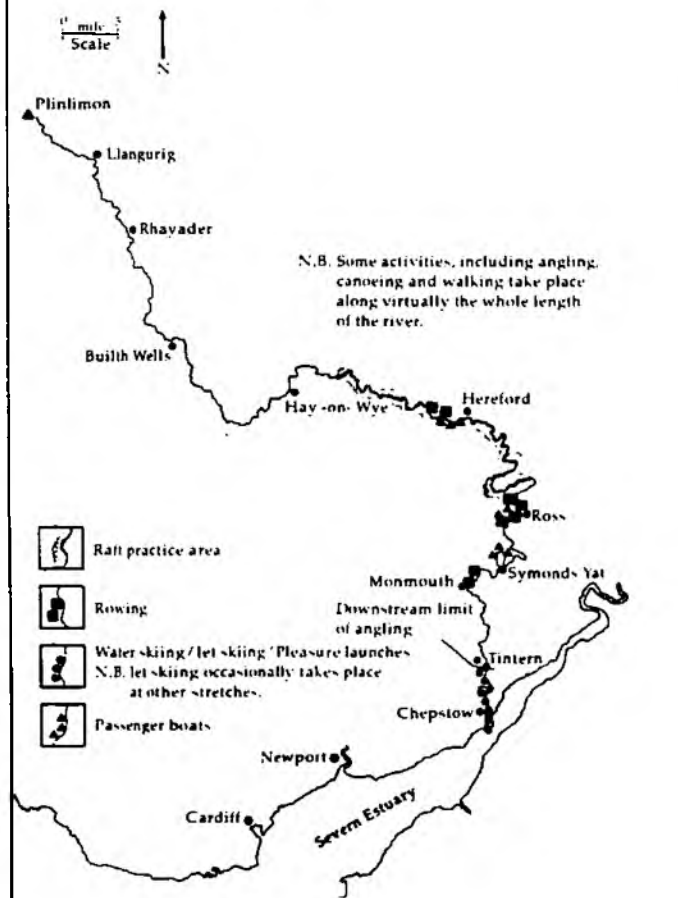 0 mile 5
Scale
N
Plinlimon
Llangurig
Rhayader
N.B. Some activities, including angling,
canoeing and walking take place
along virtually the whole length
of the river.
Builth Wells
Hay-on-Wye
Hereford
Ross
Raft practice area
Symonds Yat
Monmouth
Rowing
Downstream limit
of angling
Water skiing / Jet skiing / Pleasure launches
N.B. Jet skiing occasionally takes place
at other stretches.
Tintern
Chepstow
Passenger boats
Newport
Severn Estuary
Cardiff